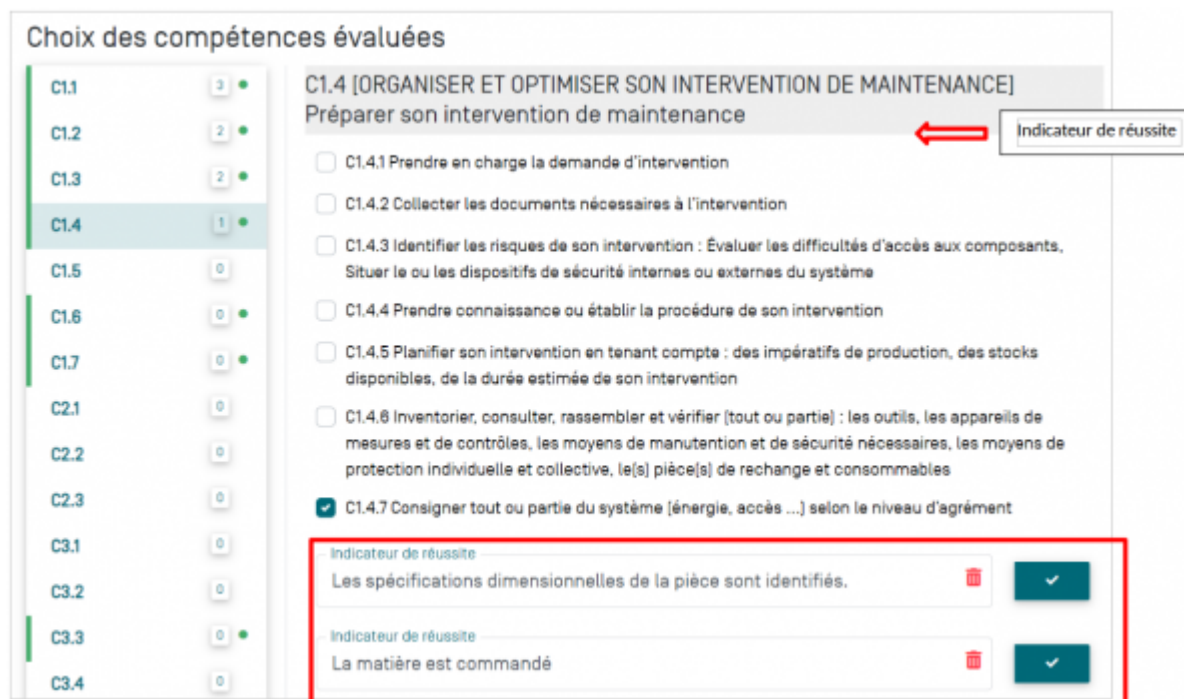 Choix des compétences évaluées
C1.1 3
C1.2 2
C1.3 2
C1.4 1
C1.5 0
C1.6 0
C1.7 0
C2.1 0
C2.2 0
C2.3 0
C3.1 0
C3.2 0
C3.3 0
C3.4 0
C1.4 [ORGANISER ET OPTIMISER SON INTERVENTION DE MAINTENANCE]
Préparer son intervention de maintenance
Indicateur de réussite
C1.4.1 Prendre en charge la demande d'intervention
C1.4.2 Collecter les documents nécessaires à l'intervention
C1.4.3 Identifier les risques de son intervention : Évaluer les difficultés d'accès aux composants,
Situer le ou les dispositifs de sécurité internes ou externes du système
C1.4.4 Prendre connaissance ou établir la procédure de son intervention
C1.4.5 Planifier son intervention en tenant compte : des impératifs de production, des stocks
disponibles, de la durée estimée de son intervention
C1.4.6 Inventorier, consulter, rassembler et vérifier (tout ou partie) : les outils, les appareils de
mesures et de contrôles, les moyens de manutention et de sécurité nécessaires, les moyens de
protection individuelle et collective, le(s) pièce(s) de rechange et consommables
C1.4.7 Consigner tout ou partie du système (énergie, accès ...) selon le niveau d'agrément
Indicateur de réussite
Les spécifications dimensionnelles de la pièce sont identifiés.
Indicateur de réussite
La matière est commandé